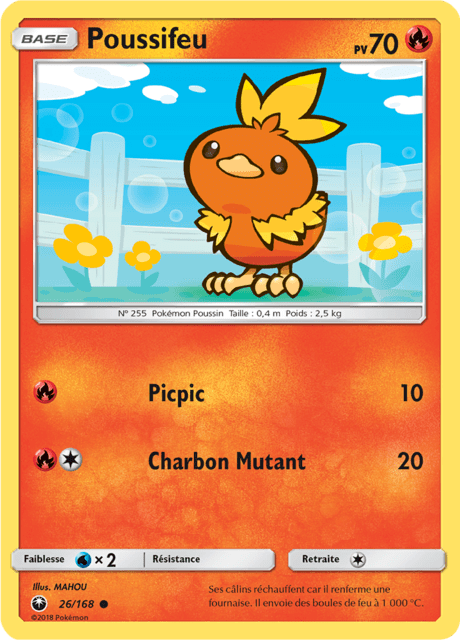 BASE Poussifeu PV70
N° 255 Pokémon Poussin Taille : 0,4 m Poids : 2,5 kg
Picpic 10
Charbon Mutant 20
Faiblesse ×2 Résistance Retraite
Illus. MAHOU
26/168
©2018 Pokémon
Ses câlins réchauffent car il renferme une
fournaise. Il envoie des boules de feu à 1 000 °C.